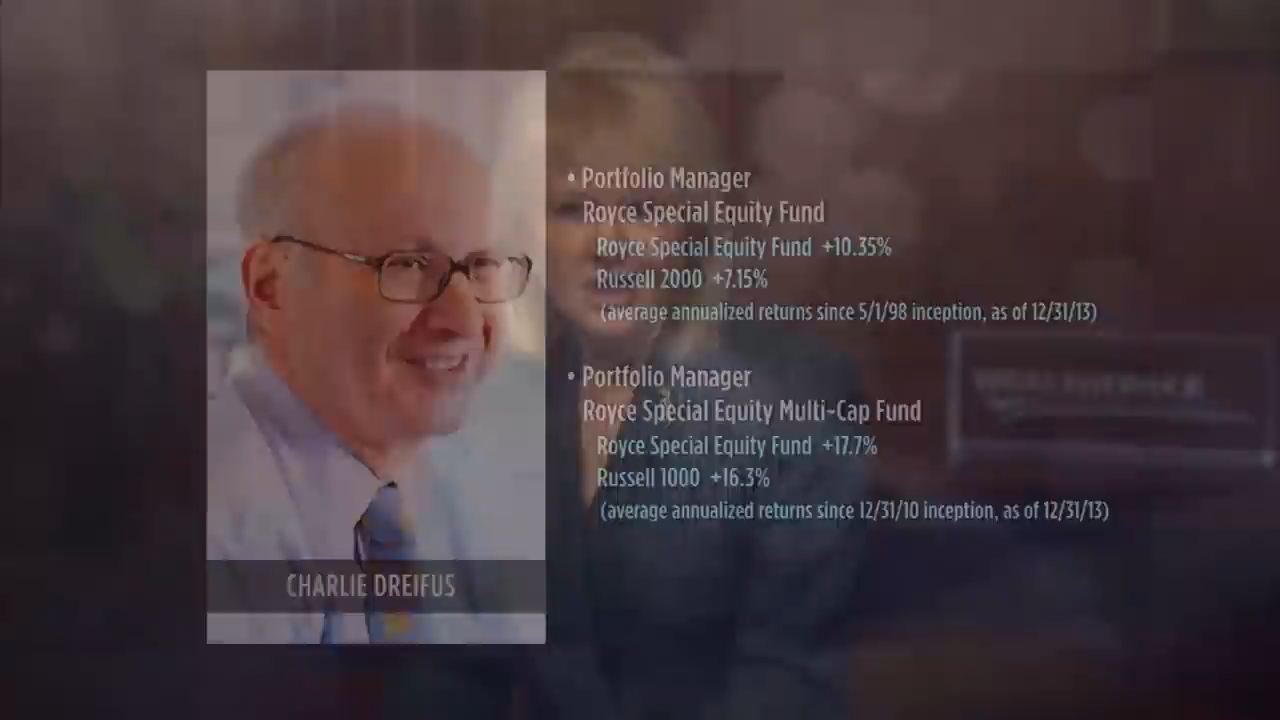 • Portfolio Manager
Royce Special Equity Fund
Royce Special Equity Fund +10.35%
Russell 2000 +7.15%
(average annualized returns since 5/1/98 inception, as of 12/31/13)
• Portfolio Manager
Royce Special Equity Multi-Cap Fund
Royce Special Equity Fund +17.7%
Russell 1000 +16.3%
(average annualized returns since 12/31/10 inception, as of 12/31/13)
CHARLIE DREIFUS